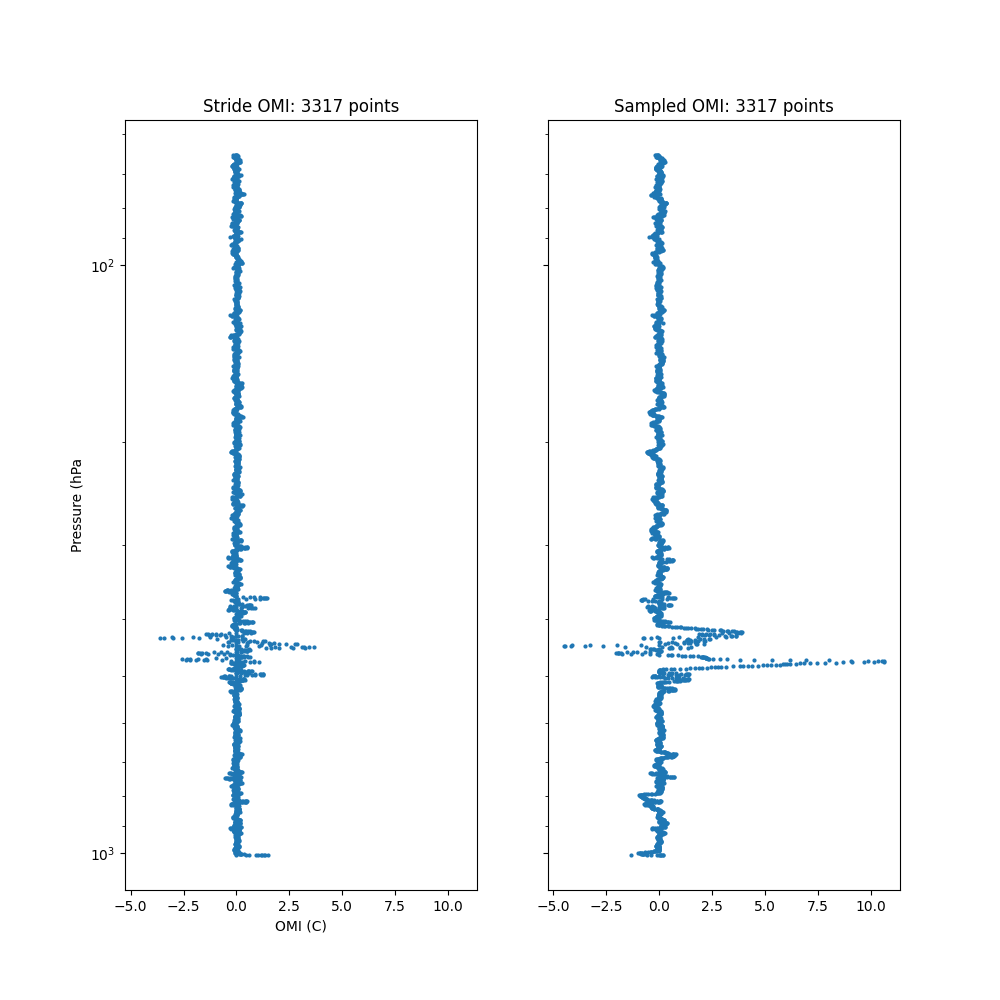 Stride OMI: 3317 points
Sampled OMI: 3317 points
10²
10³
Pressure (hPa
−5.0 −2.5 0.0 2.5 5.0 7.5 10.0
OMI (C)
−5.0 −2.5 0.0 2.5 5.0 7.5 10.0